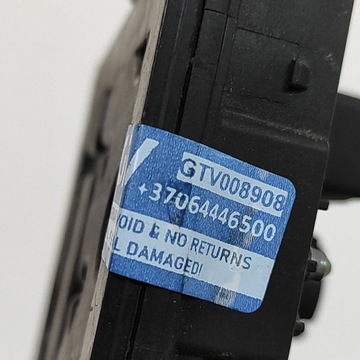 GTV008908
+37064446500
VOID & NO RETURNS
DAMAGED!